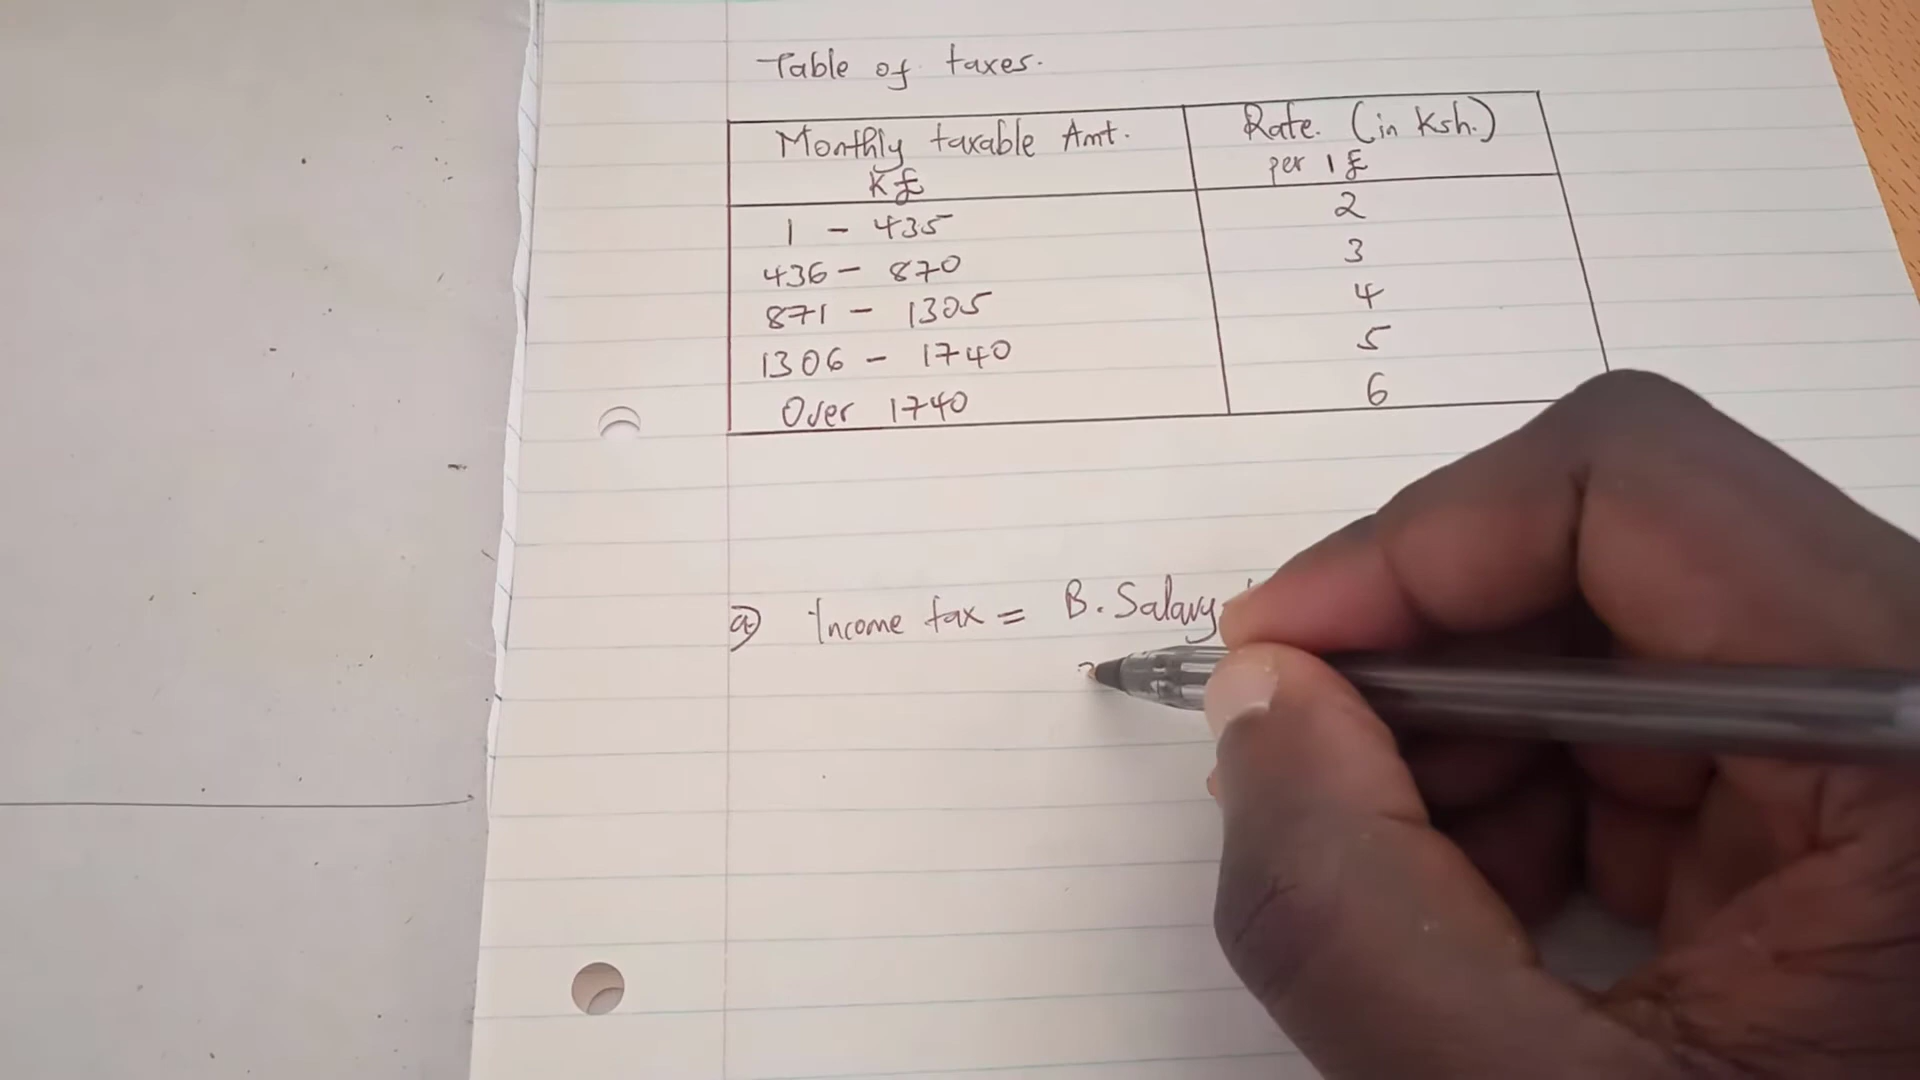 Table of taxes.
Monthly taxable Amt. K£
Rate. (in Ksh.) per 1 £
1 - 435 2
436 - 870 3
871 - 1305 4
1306 - 1740 5
Over 1740 6
a) Income tax = B. Salary